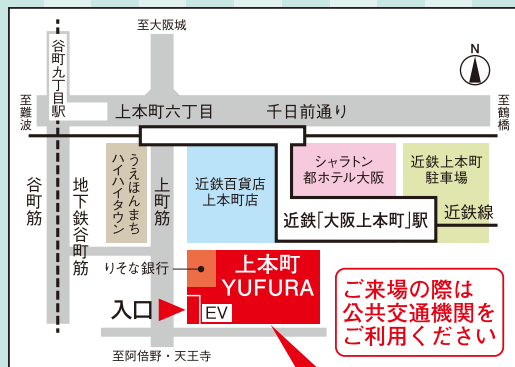 至大阪城
谷町九丁目駅
N
至難波
上本町六丁目
千日前通り
至鶴橋
うえほんまち
ハイハイタウン
近鉄百貨店
上本町店
シェラトン
都ホテル大阪
近鉄上本町
駐車場
谷町筋
地下鉄谷町筋
上町筋
近鉄「大阪上本町」駅
近鉄線
りそな銀行
上本町
YUFURA
入口
EV
ご来場の際は
公共交通機関を
ご利用ください
至阿倍野・天王寺